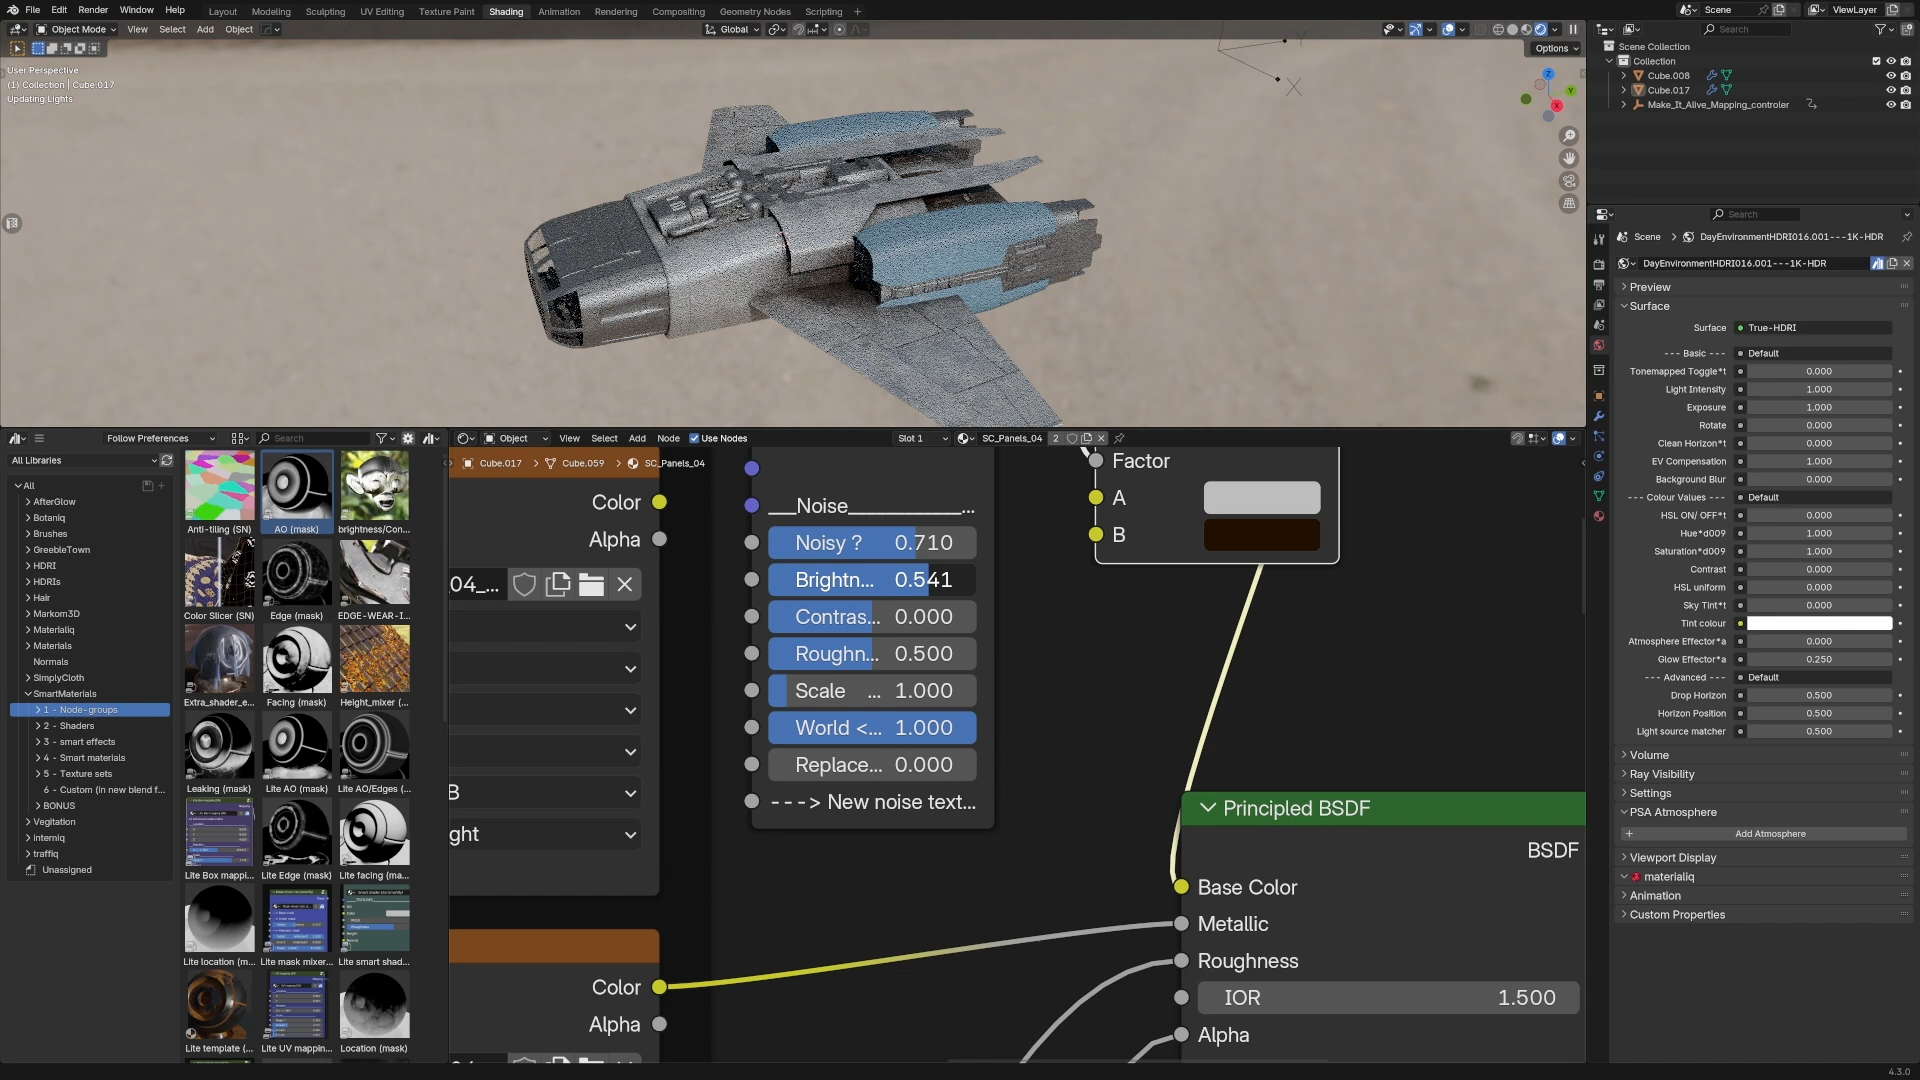 File Edit Render Window Help
Layout Modeling Sculpting UV Editing Texture Paint Shading Animation Rendering Compositing Geometry Nodes Scripting +
Scene
ViewLayer
Object Mode View Select Add Object
Global
Options
User Perspective
(1) Collection | Cube.017
Updating Lights
Y
X
Z
Y
X
Search
Scene Collection
Collection
Cube.008
Cube.017
Make_It_Alive_Mapping_controler
Search
Scene > DayEnvironmentHDRI016.001---1K-HDR
DayEnvironmentHDRI016.001---1K-HDR
Preview
Surface
Surface True-HDRI
--- Basic --- Default
Tonemapped Toggle*t 0.000
Light Intensity 1.000
Exposure 1.000
Rotate 0.000
Clean Horizon*t 0.000
EV Compensation 1.000
Background Blur 0.000
--- Colour Values --- Default
HSL ON/ OFF*t 0.000
Hue*d009 1.000
Saturation*d009 1.000
Contrast 0.000
HSL uniform 0.000
Sky Tint*t 0.000
Tint colour
Atmosphere Effector*a 0.000
Glow Effector*a 0.250
--- Advanced --- Default
Drop Horizon 0.500
Horizon Position 0.500
Light source matcher 0.500
Volume
Ray Visibility
Settings
PSA Atmosphere
+ Add Atmosphere
Viewport Display
materialiq
Animation
Custom Properties
Follow Preferences
Search
All Libraries
All
AfterGlow
Botaniq
Brushes
GreebleTown
HDRI
HDRIs
Hair
Markom3D
Materialiq
Materials
Normals
SimplyCloth
SmartMaterials
1 - Node-groups
2 - Shaders
3 - smart effects
4 - Smart materials
5 - Texture sets
6 - Custom (in new blend f...
BONUS
Vegitation
interniq
traffiq
Unassigned
Anti-tiling (SN) AO (mask) brightness/Con...
Color Slicer (SN) Edge (mask) EDGE-WEAR-I...
Extra_shader_e... Facing (mask) Height_mixer (...
Leaking (mask) Lite AO (mask) Lite AO/Edges (...
Lite Box mappi... Lite Edge (mask) Lite facing (ma...
Lite location (m... Lite mask mixer... Lite smart shad...
Lite template (... Lite UV mappin... Location (mask)
Object View Select Add Node Use Nodes
Slot 1 SC_Panels_04 2
Cube.017 > Cube.059 > SC_Panels_04
Color
Alpha
04_...
B
ght
Color
Alpha
__Noise__________...
Noisy ? 0.710
Brightn... 0.541
Contras... 0.000
Roughn... 0.500
Scale ... 1.000
World <... 1.000
Replace... 0.000
---> New noise text...
Factor
A
B
Principled BSDF
BSDF
Base Color
Metallic
Roughness
IOR 1.500
Alpha
4.3.0